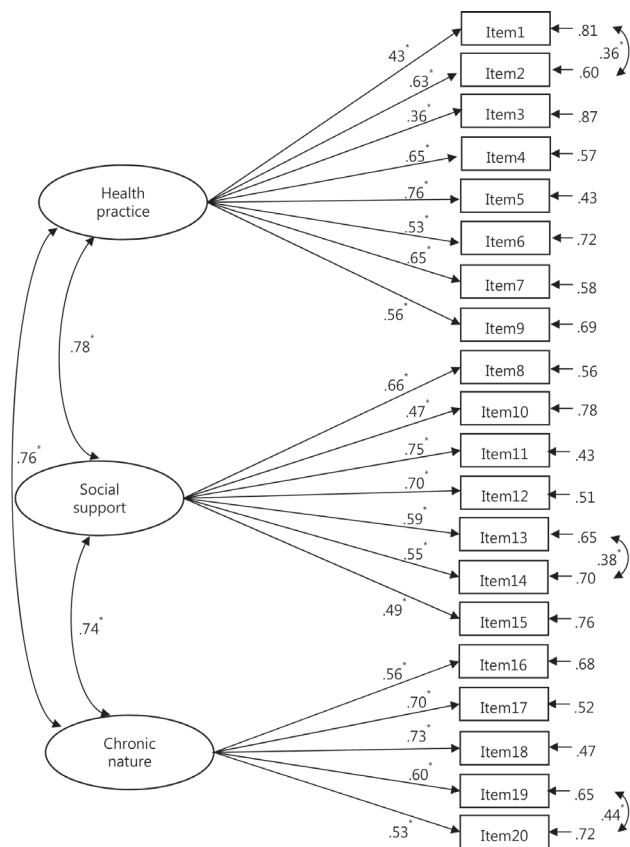 Item1 .81
43*
.36*
Item2 .60
.63*
Item3 .87
.36*
Item4 .57
.65*
Health
practice
Item5 .43
.76*
Item6 .72
.53*
Item7 .58
.65*
Item9 .69
.56*
.78*
Item8 .56
.66*
Item10 .78
.47*
Item11 .43
.75*
.76*
Social
support
Item12 .51
.70*
Item13 .65
.59*
.38*
Item14 .70
.55*
Item15 .76
.49*
.74*
Item16 .68
.56*
Item17 .52
.70*
Chronic
nature
Item18 .47
.73*
Item19 .65
.60*
.44*
Item20 .72
.53*